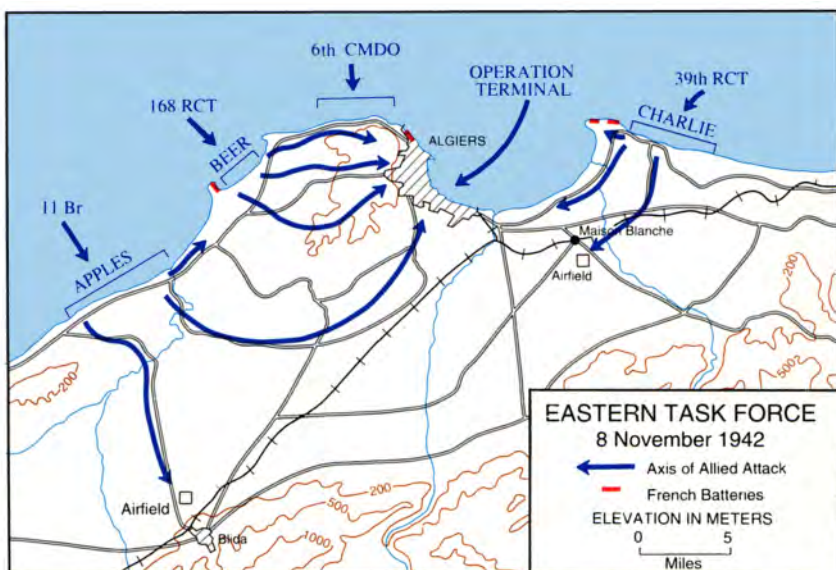 6th CMDO
OPERATION
TERMINAL
39th RCT
168 RCT
BEER
ALGIERS
CHARLIE
11 Br
APPLES
Maison Blanche
Airfield
200
500
200
Airfield
Blida
200
500
1000
EASTERN TASK FORCE
8 November 1942
Axis of Allied Attack
French Batteries
ELEVATION IN METERS
0 5
Miles